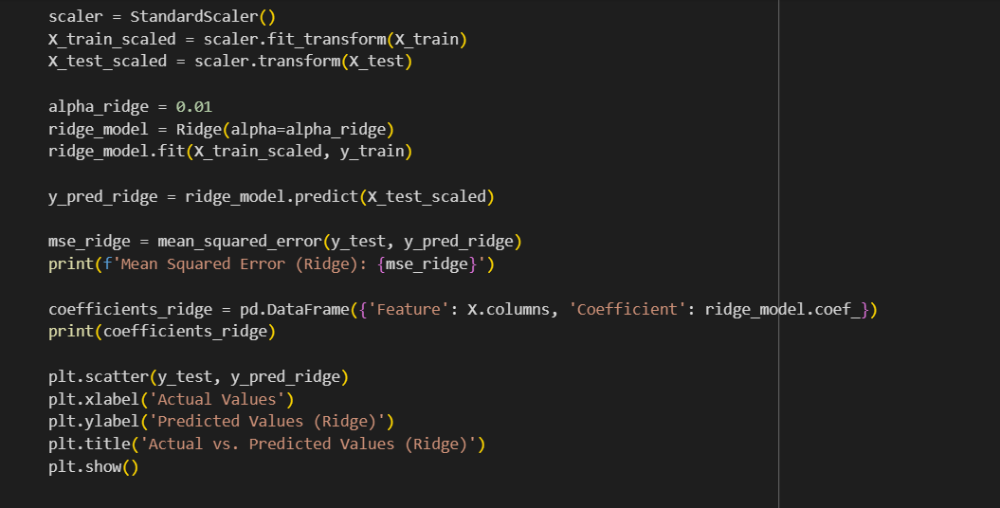 scaler = StandardScaler()
X_train_scaled = scaler.fit_transform(X_train)
X_test_scaled = scaler.transform(X_test)
alpha_ridge = 0.01
ridge_model = Ridge(alpha=alpha_ridge)
ridge_model.fit(X_train_scaled, y_train)
y_pred_ridge = ridge_model.predict(X_test_scaled)
mse_ridge = mean_squared_error(y_test, y_pred_ridge)
print(f'Mean Squared Error (Ridge): {mse_ridge}')
coefficients_ridge = pd.DataFrame({'Feature': X.columns, 'Coefficient': ridge_model.coef_})
print(coefficients_ridge)
plt.scatter(y_test, y_pred_ridge)
plt.xlabel('Actual Values')
plt.ylabel('Predicted Values (Ridge)')
plt.title('Actual vs. Predicted Values (Ridge)')
plt.show()